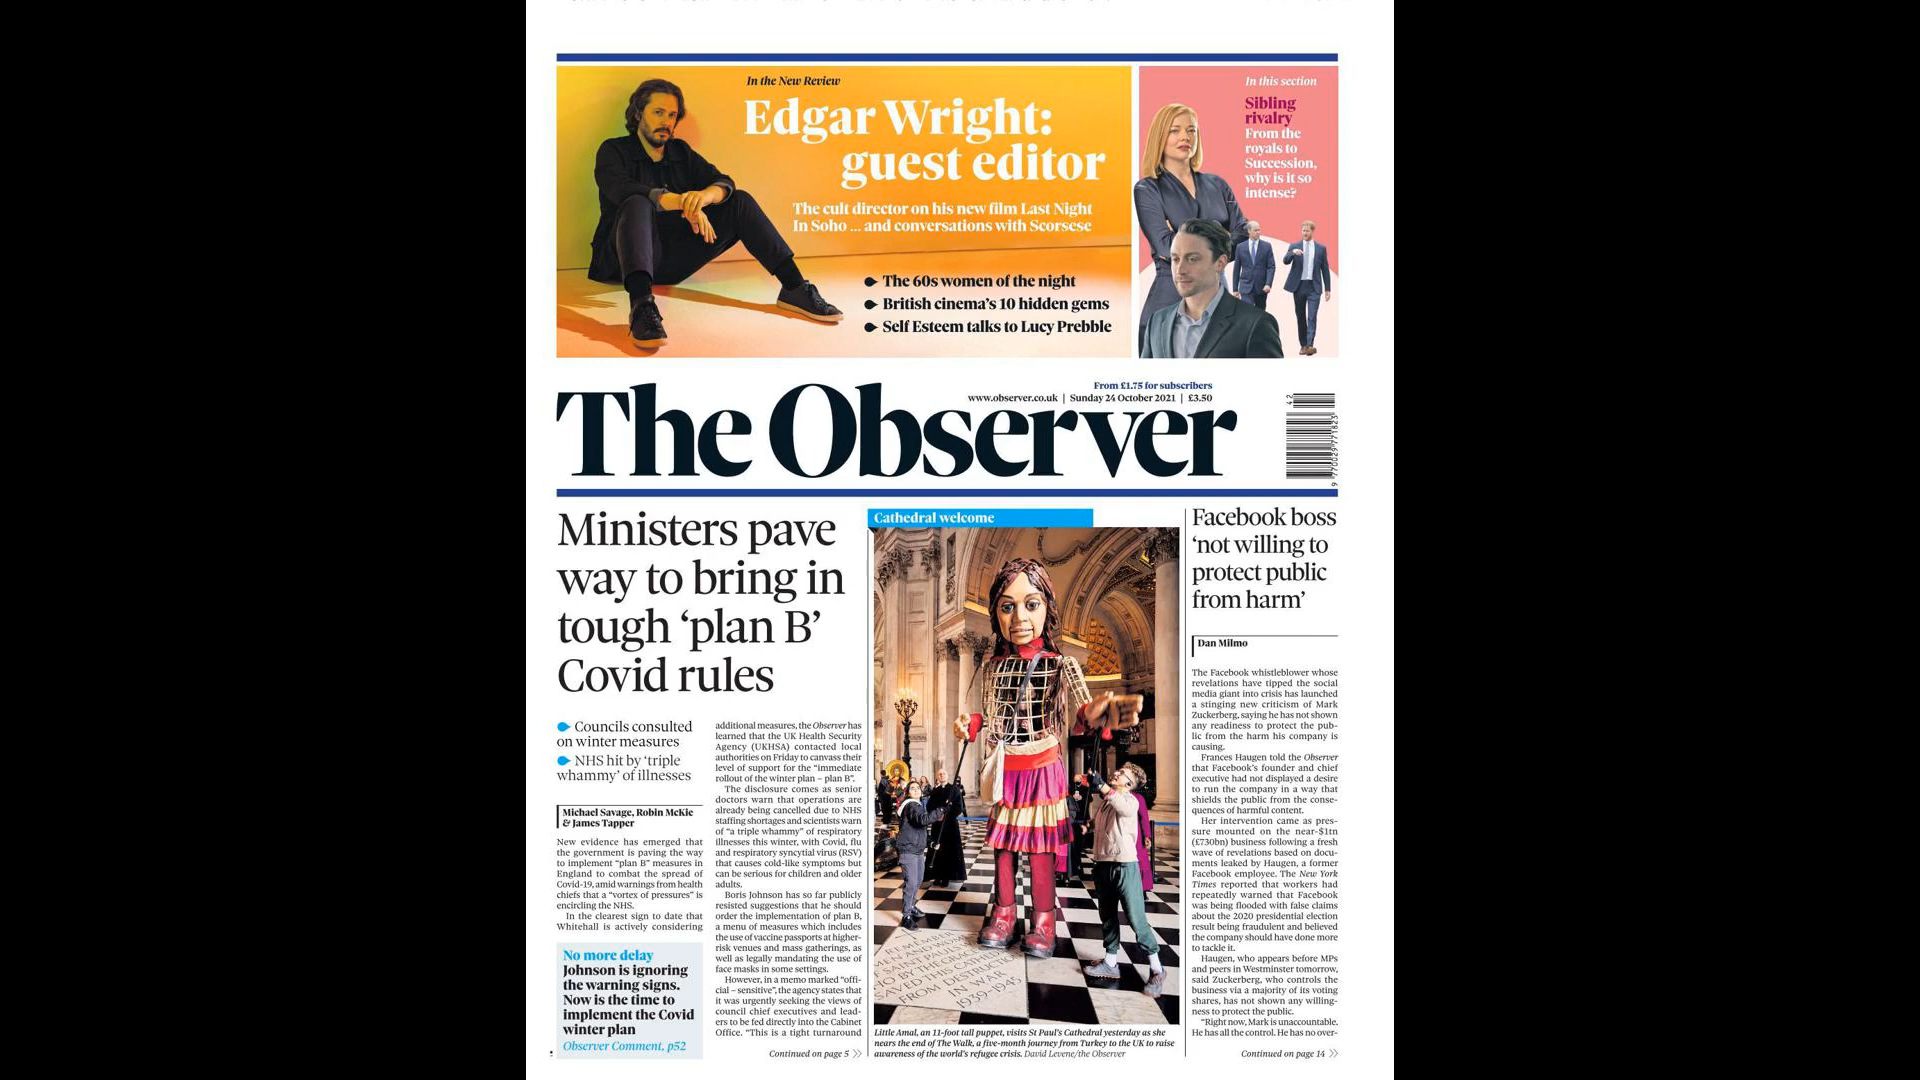 In the New Review
Edgar Wright:
guest editor
The cult director on his new film Last Night
In Soho ... and conversations with Scorsese
The 60s women of the night
British cinema's 10 hidden gems
Self Esteem talks to Lucy Prebble
In this section
Sibling
rivalry
From the
royals to
Succession,
why is it so
intense?
From £1.75 for subscribers
www.observer.co.uk | Sunday 24 October 2021 | £3.50
The Observer
42
9 770029 771823
Ministers pave
way to bring in
tough ‘plan B’
Covid rules
Councils consulted
on winter measures
NHS hit by ‘triple
whammy’ of illnesses
Michael Savage, Robin McKie
& James Tapper
New evidence has emerged that
the government is paving the way
to implement “plan B” measures in
England to combat the spread of
Covid-19, amid warnings from health
chiefs that a “vortex of pressures” is
encircling the NHS.
In the clearest sign to date that
Whitehall is actively considering
No more delay
Johnson is ignoring
the warning signs.
Now is the time to
implement the Covid
winter plan
Observer Comment, p52
additional measures, the Observer has
learned that the UK Health Security
Agency (UKHSA) contacted local
authorities on Friday to canvass their
level of support for the “immediate
rollout of the winter plan – plan B”.
The disclosure comes as senior
doctors warn that operations are
already being cancelled due to NHS
staffing shortages and scientists warn
of “a triple whammy” of respiratory
illnesses this winter, with Covid, flu
and respiratory syncytial virus (RSV)
that causes cold-like symptoms but
can be serious for children and older
adults.
Boris Johnson has so far publicly
resisted suggestions that he should
order the implementation of plan B,
a menu of measures which includes
the use of vaccine passports at higher-
risk venues and mass gatherings, as
well as legally mandating the use of
face masks in some settings.
However, in a memo marked “offi-
cial – sensitive”, the agency states that
it was urgently seeking the views of
council chief executives and lead-
ers to be fed directly into the Cabinet
Office. “This is a tight turnaround
Continued on page 5
Cathedral welcome
REMEMBER
SAVED
FROM DESTR
IN WAR
1939-1945
Little Amal, an 11-foot tall puppet, visits St Paul's Cathedral yesterday as she
nears the end of The Walk, a five-month journey from Turkey to the UK to raise
awareness of the world's refugee crisis. David Levene/the Observer
Facebook boss
‘not willing to
protect public
from harm’
Dan Milmo
The Facebook whistleblower whose
revelations have tipped the social
media giant into crisis has launched
a stinging new criticism of Mark
Zuckerberg, saying he has not shown
any readiness to protect the pub-
lic from the harm his company is
causing.
Frances Haugen told the Observer
that Facebook's founder and chief
executive had not displayed a desire
to run the company in a way that
shields the public from the conse-
quences of harmful content.
Her intervention came as pres-
sure mounted on the near-$1tn
(£730bn) business following a fresh
wave of revelations based on docu-
ments leaked by Haugen, a former
Facebook employee. The New York
Times reported that workers had
repeatedly warned that Facebook
was being flooded with false claims
about the 2020 presidential election
result being fraudulent and believed
the company should have done more
to tackle it.
Haugen, who appears before MPs
and peers in Westminster tomorrow,
said Zuckerberg, who controls the
business via a majority of its voting
shares, has not shown any willing-
ness to protect the public.
“Right now, Mark is unaccountable.
He has all the control. He has no over-
Continued on page 14